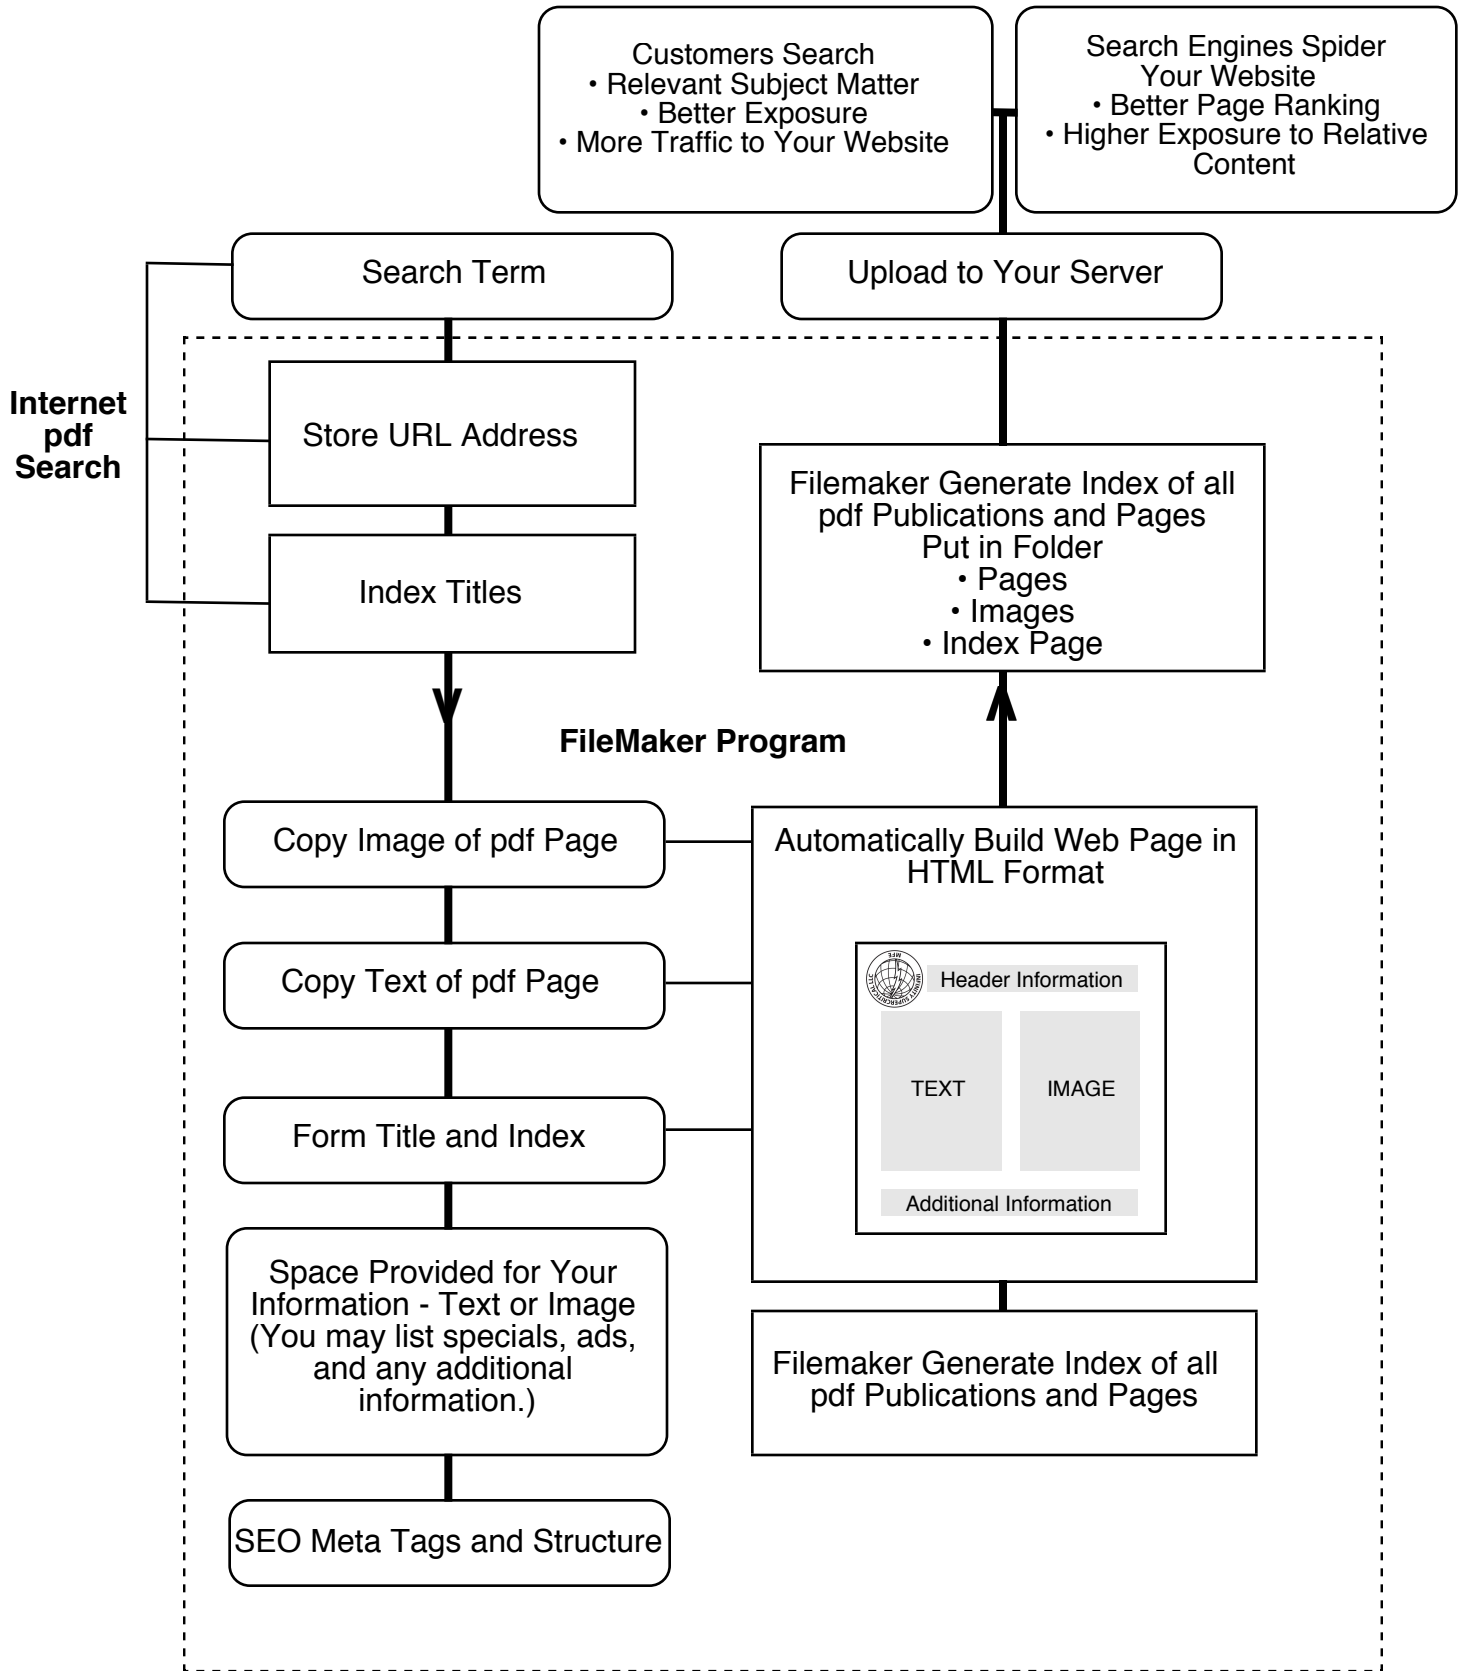 Customers Search
• Relevant Subject Matter
• Better Exposure
• More Traffic to Your Website
Search Engines Spider
Your Website
• Better Page Ranking
• Higher Exposure to Relative
Content
Search Term
Upload to Your Server
Internet
pdf
Search
Store URL Address
Index Titles
Filemaker Generate Index of all
pdf Publications and Pages
Put in Folder
• Pages
• Images
• Index Page
FileMaker Program
Copy Image of pdf Page
Copy Text of pdf Page
Form Title and Index
Space Provided for Your
Information - Text or Image
(You may list specials, ads,
and any additional
information.)
SEO Meta Tags and Structure
Automatically Build Web Page in
HTML Format
MFE
INFINITY SUPERCRITICAL LLC
Header Information
TEXT
IMAGE
Additional Information
Filemaker Generate Index of all
pdf Publications and Pages